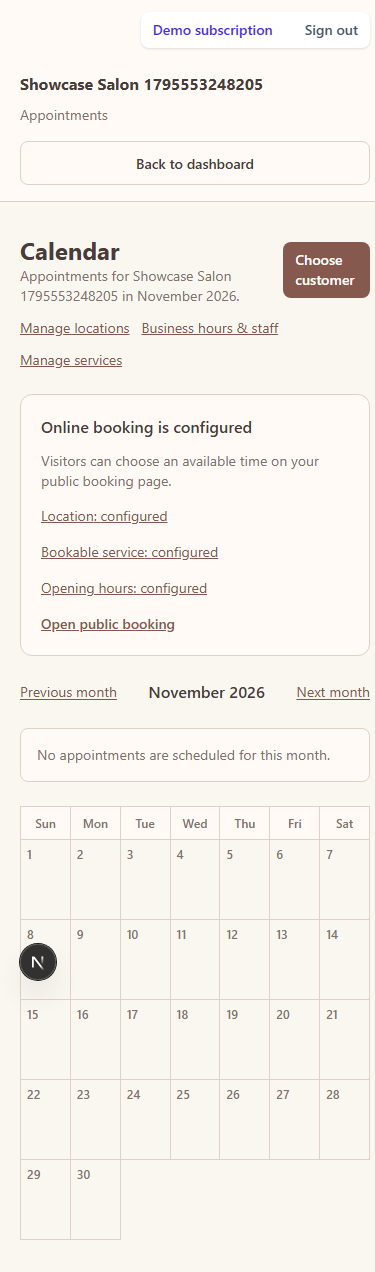 Demo subscription Sign out
Showcase Salon 1795553248205
Appointments
Back to dashboard
Calendar
Choose
customer
Appointments for Showcase Salon
1795553248205 in November 2026.
Manage locations Business hours & staff
Manage services
Online booking is configured
Visitors can choose an available time on your
public booking page.
Location: configured
Bookable service: configured
Opening hours: configured
Open public booking
Previous month November 2026 Next month
No appointments are scheduled for this month.
Sun Mon Tue Wed Thu Fri Sat
1 2 3 4 5 6 7
8 9 10 11 12 13 14
N
15 16 17 18 19 20 21
22 23 24 25 26 27 28
29 30